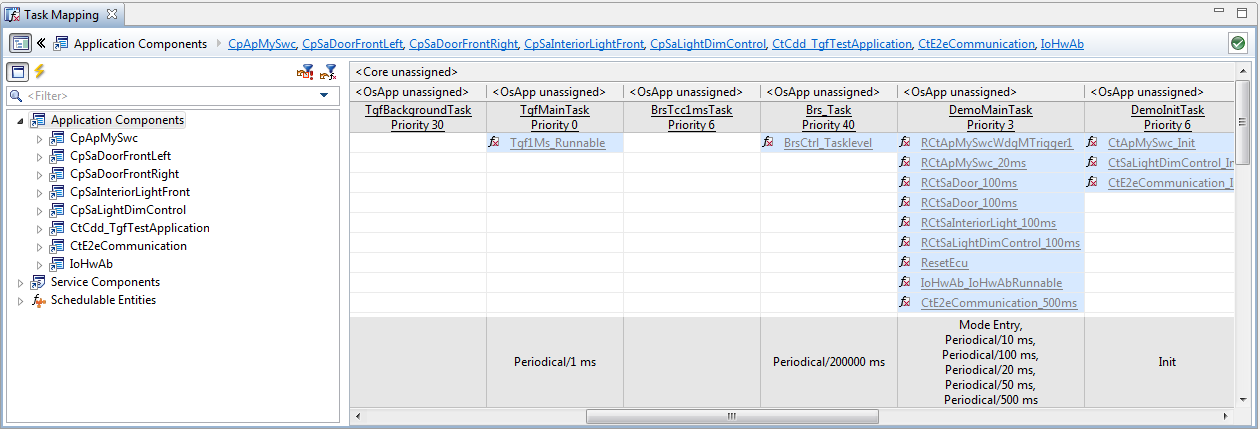 Task Mapping
Application Components CpApMySwc, CpSaDoorFrontLeft, CpSaDoorFrontRight, CpSaInteriorLightFront, CpSaLightDimControl, CtCdd_TgfTestApplication, CtE2eCommunication, IoHwAb
<Filter>
Application Components
CpApMySwc
CpSaDoorFrontLeft
CpSaDoorFrontRight
CpSaInteriorLightFront
CpSaLightDimControl
CtCdd_TgfTestApplication
CtE2eCommunication
IoHwAb
Service Components
Schedulable Entities
<Core unassigned>
<OsApp unassigned> <OsApp unassigned> <OsApp unassigned> <OsApp unassigned> <OsApp unassigned> <OsApp unassigned>
TgfBackgroundTask TgfMainTask BrsTcc1msTask Brs_Task DemoMainTask DemoInitTask
Priority 30 Priority 0 Priority 6 Priority 40 Priority 3 Priority 6
Tgf1Ms_Runnable BrsCtrl_Tasklevel RCtApMySwcWdgMTrigger1 CtApMySwc_Init
RCtApMySwc_20ms CtSaLightDimControl_In
RCtSaDoor_100ms CtE2eCommunication_I
RCtSaDoor_100ms
RCtSaInteriorLight_100ms
RCtSaLightDimControl_100ms
ResetEcu
IoHwAb_IoHwAbRunnable
CtE2eCommunication_500ms
Mode Entry,
Periodical/10 ms,
Periodical/100 ms,
Periodical/1 ms Periodical/200000 ms Periodical/20 ms, Init
Periodical/50 ms,
Periodical/500 ms